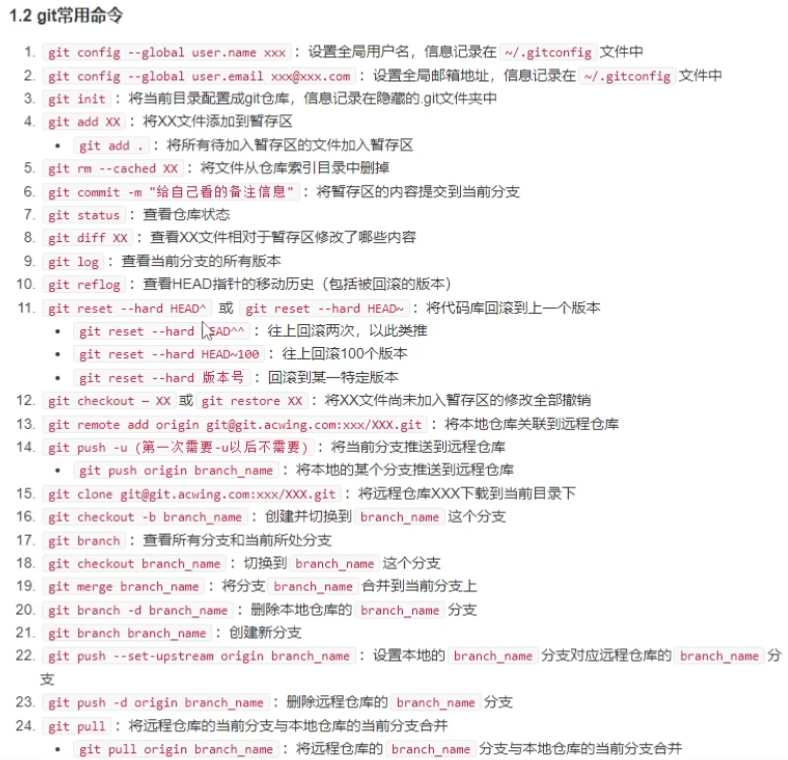 1.2 git常用命令
1. git config --global user.name xxx ：设置全局用户名，信息记录在 ~/.gitconfig 文件中
2. git config --global user.email xxx@xxx.com ：设置全局邮箱地址，信息记录在 ~/.gitconfig 文件中
3. git init ：将当前目录配置成git仓库，信息记录在隐藏的.git文件夹中
4. git add XX ：将XX文件添加到暂存区
• git add . ：将所有待加入暂存区的文件加入暂存区
5. git rm --cached XX ：将文件从仓库索引目录中删掉
6. git commit -m "给自己看的备注信息" ：将暂存区的内容提交到当前分支
7. git status ：查看仓库状态
8. git diff XX ：查看XX文件相对于暂存区修改了哪些内容
9. git log ：查看当前分支的所有版本
10. git reflog ：查看HEAD指针的移动历史（包括被回滚的版本）
11. git reset --hard HEAD^ 或 git reset --hard HEAD~ ：将代码库回滚到上一个版本
• git reset --hard HEAD^^ ：往上回滚两次，以此类推
• git reset --hard HEAD~100 ：往上回滚100个版本
• git reset --hard 版本号 ：回滚到某一特定版本
12. git checkout — XX 或 git restore XX ：将XX文件尚未加入暂存区的修改全部撤销
13. git remote add origin git@git.acwing.com:xxx/XXX.git ：将本地仓库关联到远程仓库
14. git push -u (第一次需要-u以后不需要) ：将当前分支推送到远程仓库
• git push origin branch_name ：将本地的某个分支推送到远程仓库
15. git clone git@git.acwing.com:xxx/XXX.git ：将远程仓库XXX下载到当前目录下
16. git checkout -b branch_name ：创建并切换到 branch_name 这个分支
17. git branch ：查看所有分支和当前所处分支
18. git checkout branch_name ：切换到 branch_name 这个分支
19. git merge branch_name ：将分支 branch_name 合并到当前分支上
20. git branch -d branch_name ：删除本地仓库的 branch_name 分支
21. git branch branch_name ：创建新分支
22. git push --set-upstream origin branch_name ：设置本地的 branch_name 分支对应远程仓库的 branch_name 分
支
23. git push -d origin branch_name ：删除远程仓库的 branch_name 分支
24. git pull ：将远程仓库的当前分支与本地仓库的当前分支合并
• git pull origin branch_name ：将远程仓库的 branch_name 分支与本地仓库的当前分支合并